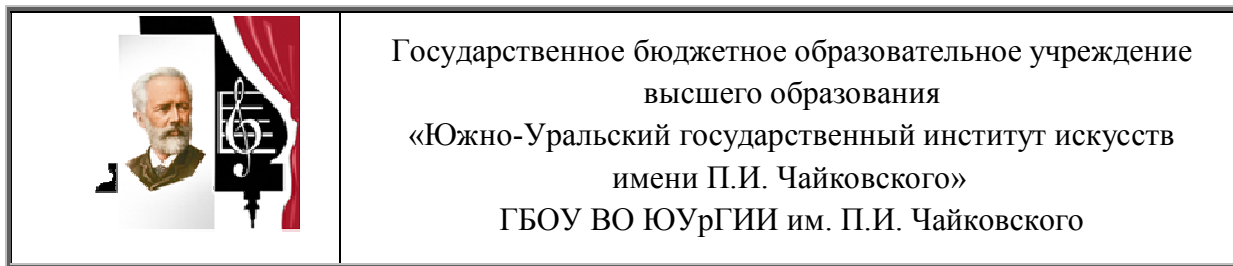 Государственное бюджетное образовательное учреждение
высшего образования
«Южно-Уральский государственный институт искусств
имени П.И. Чайковского»
ГБОУ ВО ЮУрГИИ им. П.И. Чайковского